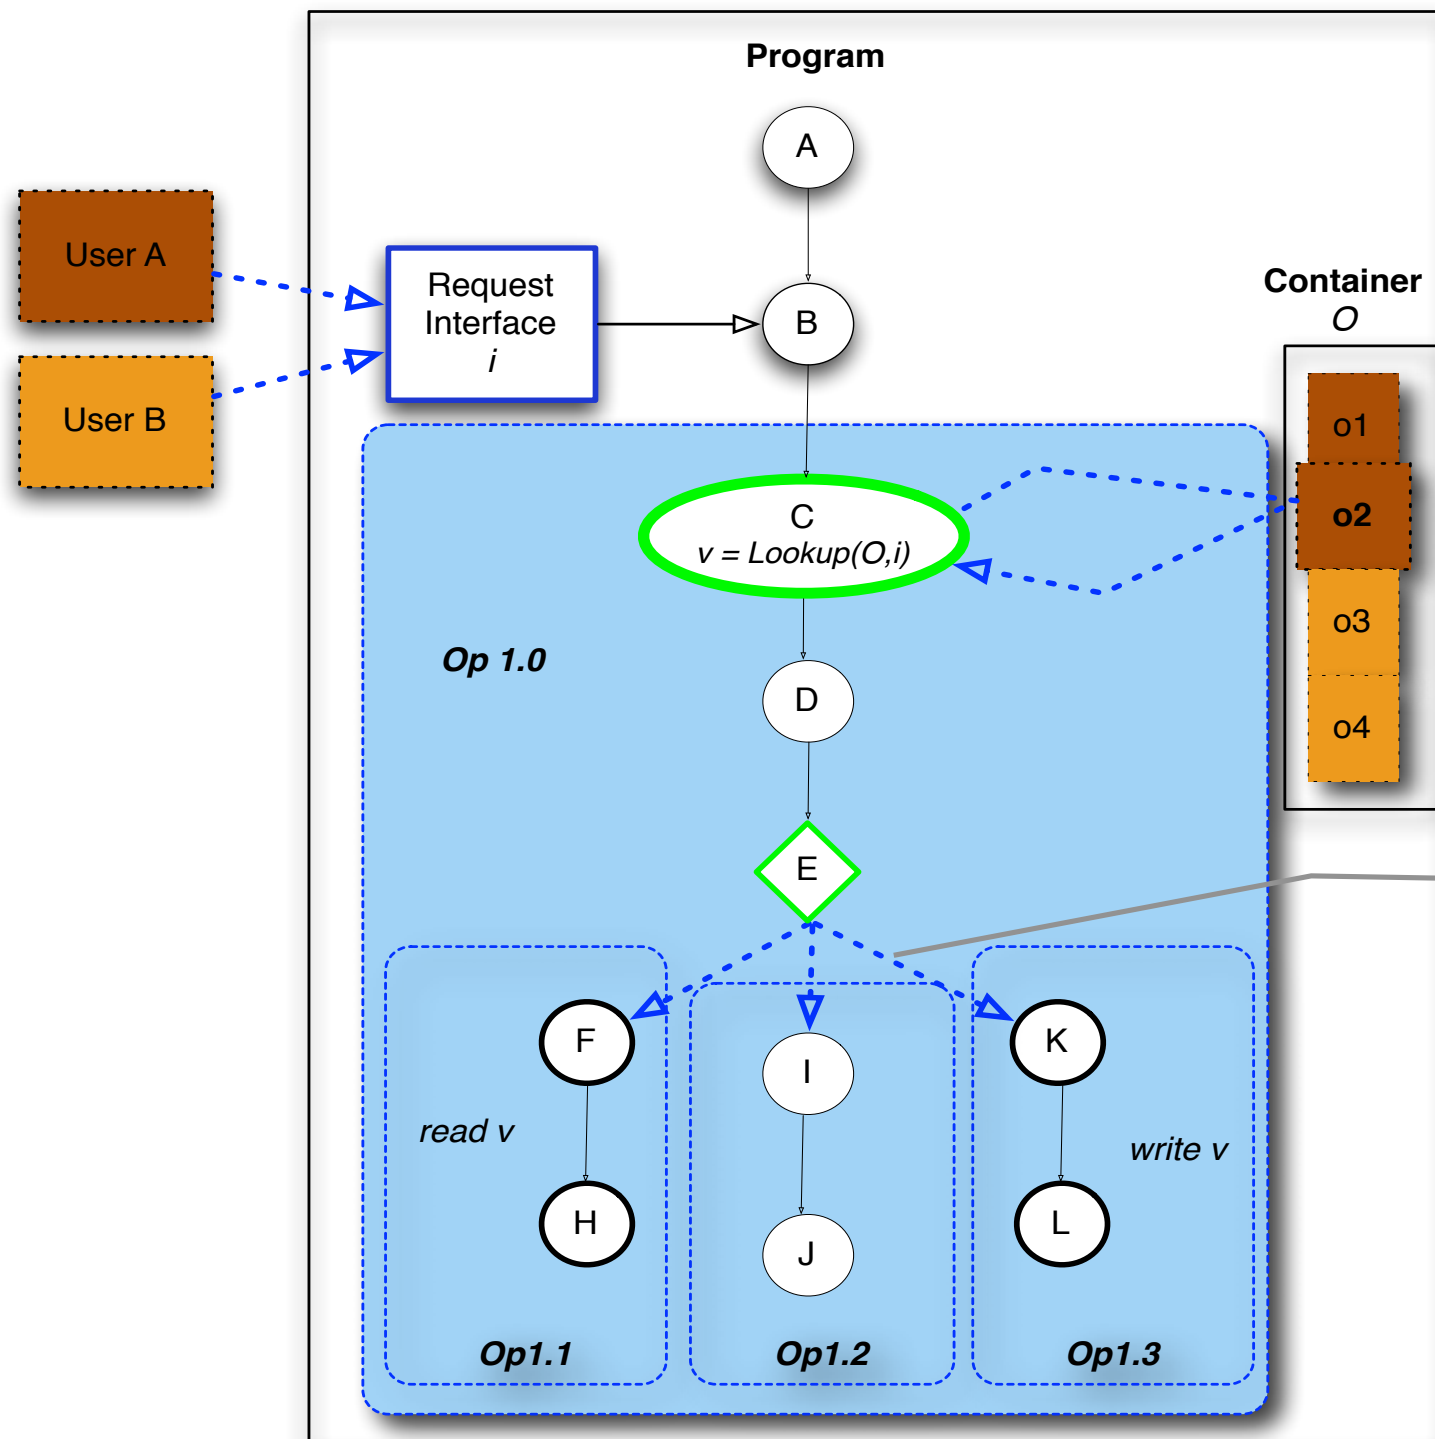 Program
A
User A
Request
Interface
i
B
User B
Container
O
o1
o2
o3
o4
C
v = Lookup(O,i)
Op 1.0
D
E
F
I
K
read v
write v
H
J
L
Op1.1
Op1.2
Op1.3